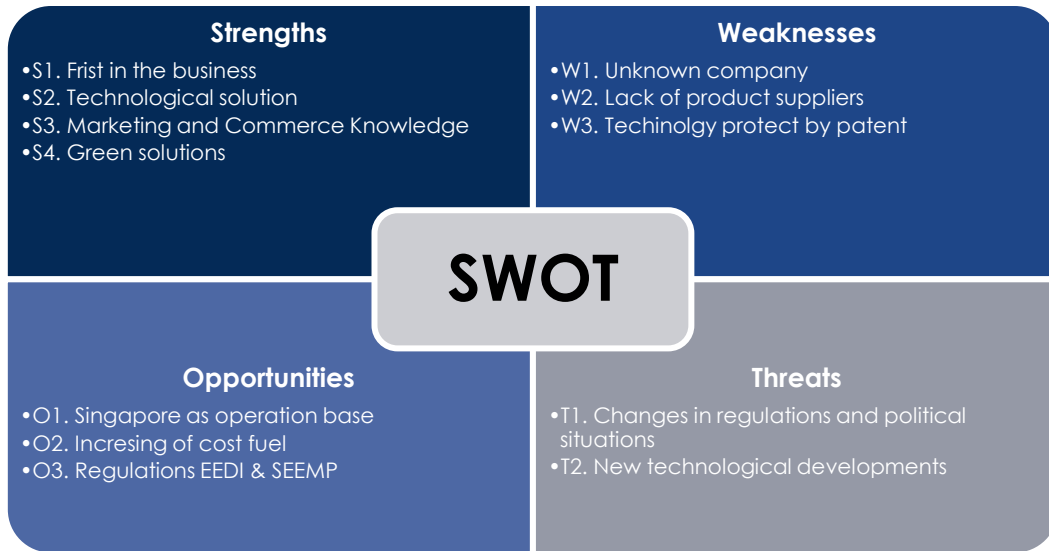 Strengths
•S1. Frist in the business
•S2. Technological solution
•S3. Marketing and Commerce Knowledge
•S4. Green solutions
Weaknesses
•W1. Unknown company
•W2. Lack of product suppliers
•W3. Techinolgy protect by patent
SWOT
Opportunities
•O1. Singapore as operation base
•O2. Incresing of cost fuel
•O3. Regulations EEDI & SEEMP
Threats
•T1. Changes in regulations and political
situations
•T2. New technological developments